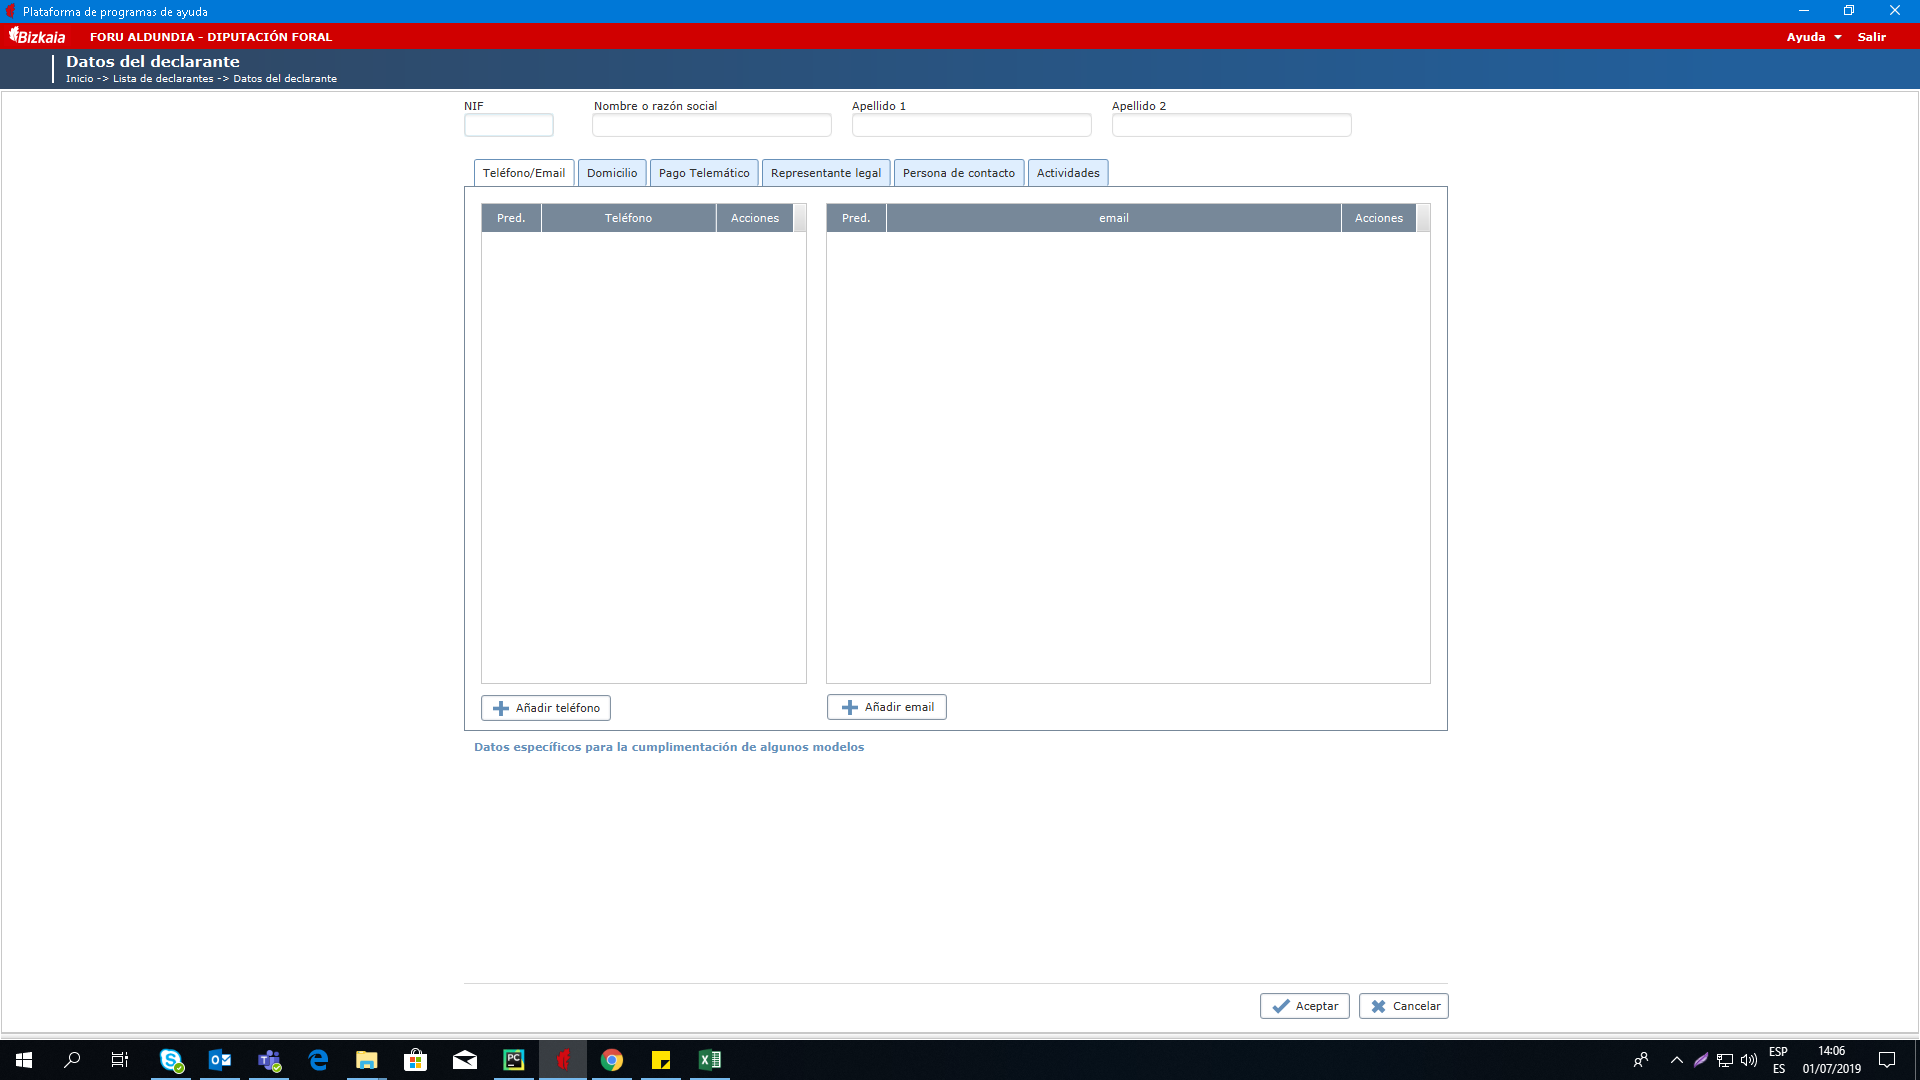 Plataforma de programas de ayuda
Bizkaia FORU ALDUNDIA - DIPUTACIÓN FORAL Ayuda Salir
Datos del declarante
Inicio -> Lista de declarantes -> Datos del declarante
NIF Nombre o razón social Apellido 1 Apellido 2
Teléfono/Email Domicilio Pago Telemático Representante legal Persona de contacto Actividades
Pred. Teléfono Acciones Pred. email Acciones
Añadir teléfono Añadir email
Datos específicos para la cumplimentación de algunos modelos
Aceptar Cancelar
ESP 14:06
ES 01/07/2019